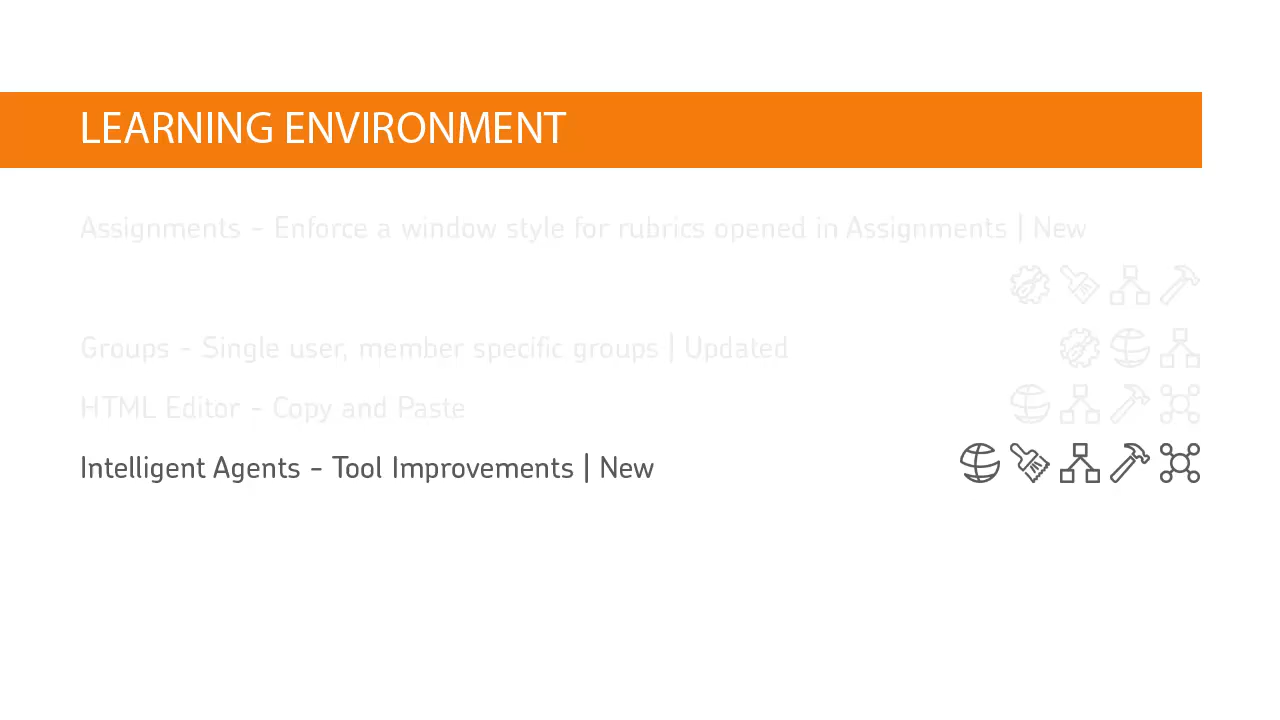 LEARNING ENVIRONMENT
Assignments - Enforce a window style for rubrics opened in Assignments | New
Groups - Single user, member specific groups | Updated
HTML Editor - Copy and Paste
Intelligent Agents - Tool Improvements | New